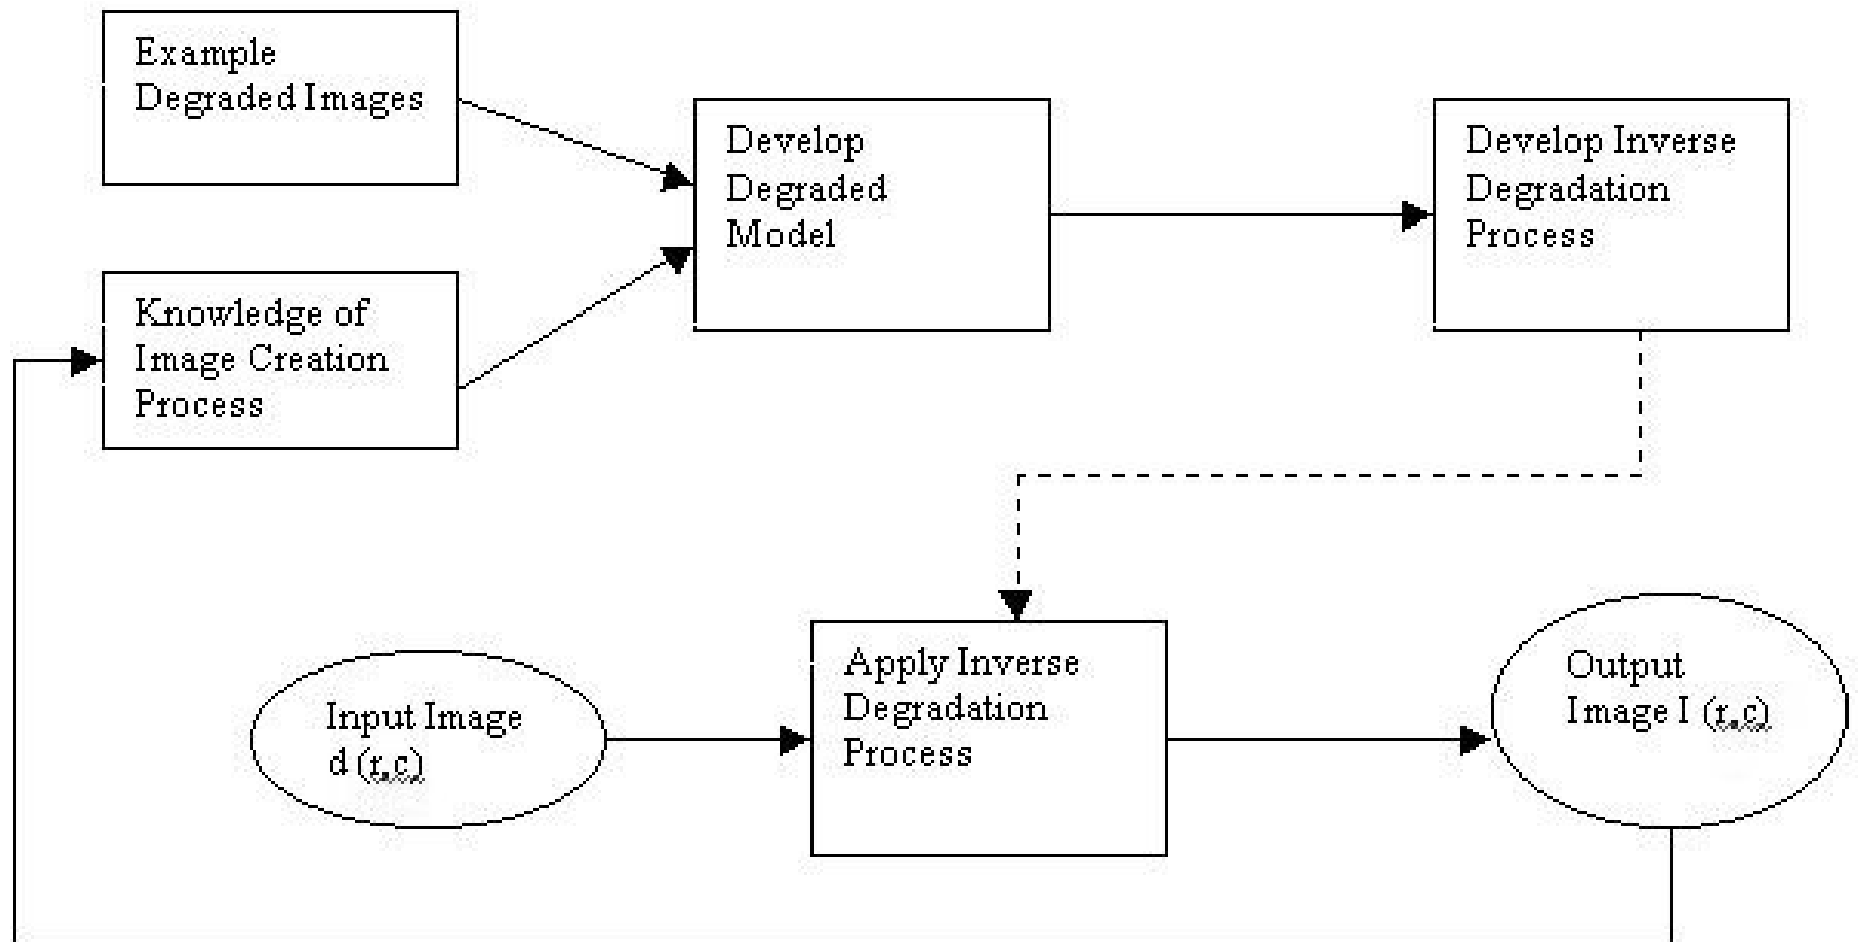 Example
Degraded Images
Develop
Degraded
Model
Develop Inverse
Degradation
Process
Knowledge of
Image Creation
Process
Input Image
d (r,c)
Apply Inverse
Degradation
Process
Output
Image I (r,c)